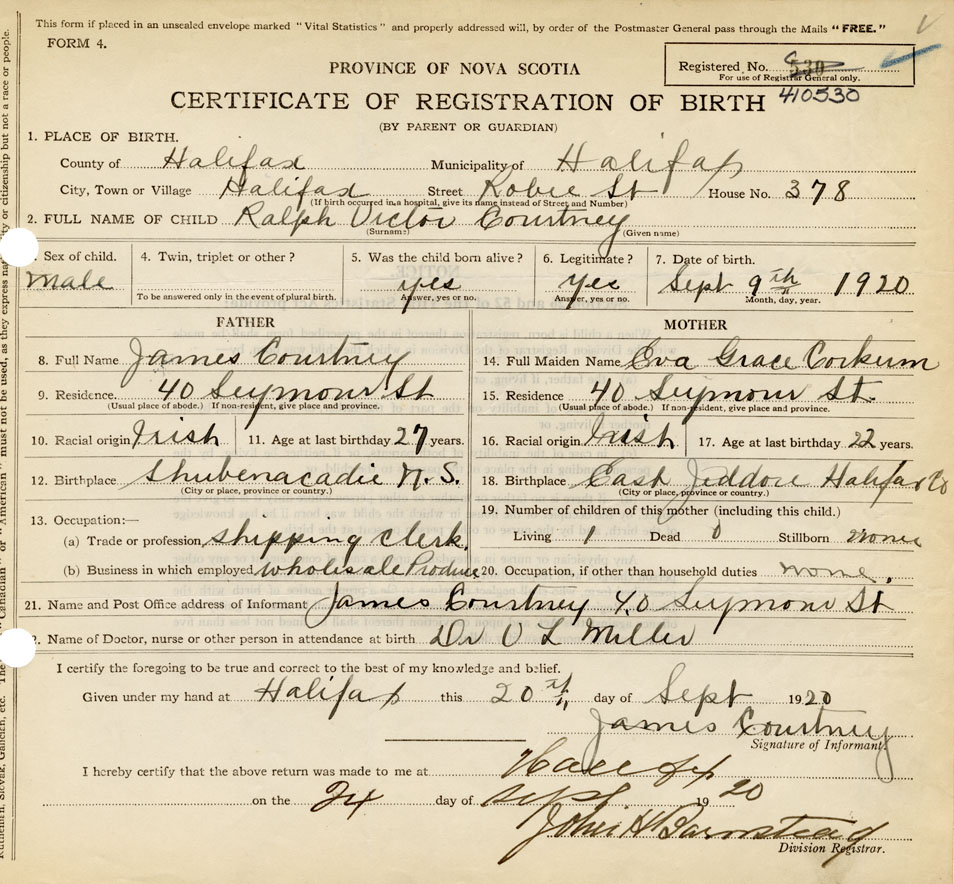 This form if placed in an unsealed envelope marked "Vital Statistics" and properly addressed will, by order of the Postmaster General pass through the Mails "FREE."
FORM 4.
Registered No. 530
For use of Registrar General only.
410530
PROVINCE OF NOVA SCOTIA
CERTIFICATE OF REGISTRATION OF BIRTH
(BY PARENT OR GUARDIAN)
1. PLACE OF BIRTH.
County of Halifax Municipality of Halifax
City, Town or Village Halifax Street Robie St House No. 378
(If birth occurred in a hospital, give its name instead of Street and Number)
2. FULL NAME OF CHILD Ralph Victor Courtney
(Surname) (Given name)
Sex of child. 4. Twin, triplet or other? 5. Was the child born alive? 6. Legitimate? 7. Date of birth.
Male yes yes Sept 9th 1920
To be answered only in the event of plural birth. Answer, yes or no. Answer, yes or no. Month, day, year.
FATHER MOTHER
8. Full Name James Courtney 14. Full Maiden Name Eva Grace Corkum
9. Residence. 40 Seymour St 15. Residence 40 Seymour St.
(Usual place of abode.) If non-resident, give place and province. (Usual place of abode.) If non-resident, give place and province.
10. Racial origin Irish 11. Age at last birthday 27 years. 16. Racial origin Irish 17. Age at last birthday 22 years.
12. Birthplace Shubenacadie N.S. 18. Birthplace East Jeddore Halifax Co
(City or place, province or country.) (City or place, province or country.)
19. Number of children of this mother (including this child.)
13. Occupation:—
(a) Trade or profession, shipping clerk. Living 1 Dead 0 Stillborn none
(b) Business in which employed wholesale Produce 20. Occupation, if other than household duties none.
21. Name and Post Office address of Informant James Courtney 40 Seymour St
2. Name of Doctor, nurse or other person in attendance at birth Dr V L Miller
I certify the foregoing to be true and correct to the best of my knowledge and belief.
Given under my hand at Halifax this 20th day of Sept 1920
James Courtney
Signature of Informant.
I hereby certify that the above return was made to me at Halifax
on the 24 day of Sept 1920
John H Barnstead
Division Registrar.